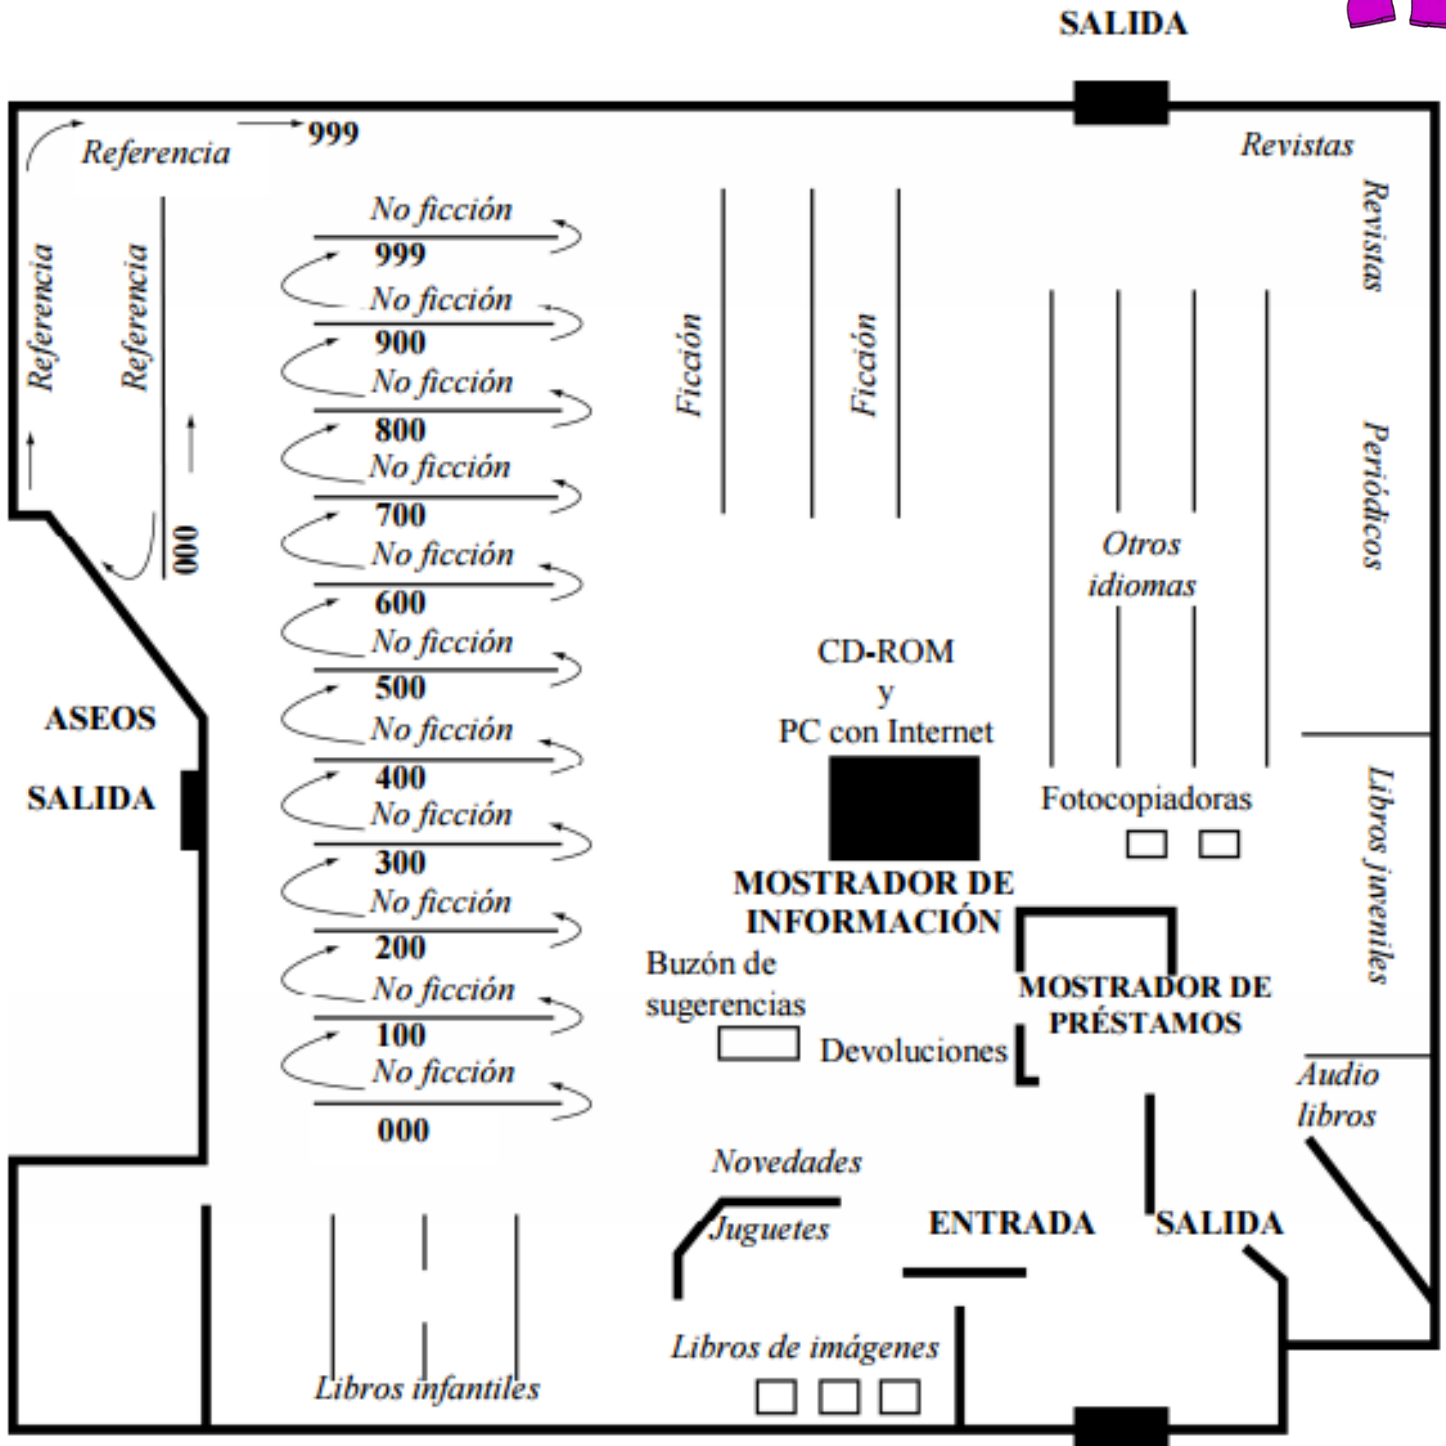 SALIDA
Referencia
999
Revistas
Revistas
Referencia
Referencia
000
No ficción
999
No ficción
900
No ficción
800
No ficción
700
No ficción
600
No ficción
500
No ficción
400
No ficción
300
No ficción
200
No ficción
100
No ficción
000
Ficción
Ficción
Otros
idiomas
Periódicos
ASEOS
SALIDA
CD-ROM
y
PC con Internet
MOSTRADOR DE
INFORMACIÓN
Fotocopiadoras
Libros juveniles
Buzón de
sugerencias
Devoluciones
MOSTRADOR DE
PRÉSTAMOS
Audio
libros
Novedades
Juguetes
ENTRADA
SALIDA
Libros de imágenes
Libros infantiles